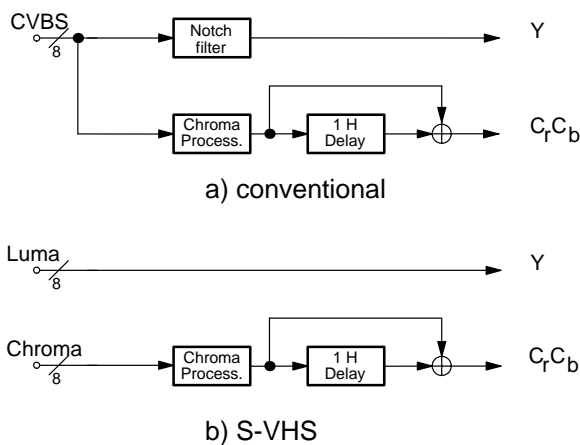 CVBS
8
Notch
filter
Y
Chroma
Process.
1 H
Delay
CrCb
a) conventional
Luma
8
Y
Chroma
8
Chroma
Process.
1 H
Delay
CrCb
b) S-VHS